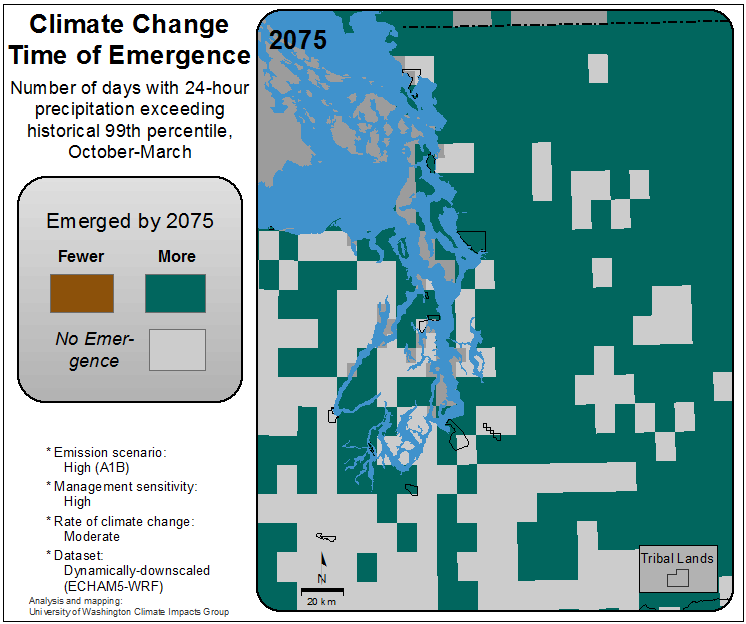 Climate Change
Time of Emergence
Number of days with 24-hour
precipitation exceeding
historical 99th percentile,
October-March
Emerged by 2075
Fewer
More
No Emer-
gence
* Emission scenario:
High (A1B)
* Management sensitivity:
High
* Rate of climate change:
Moderate
* Dataset:
Dynamically-downscaled
(ECHAM5-WRF)
Analysis and mapping:
University of Washington Climate Impacts Group
2075
N
20 km
Tribal Lands